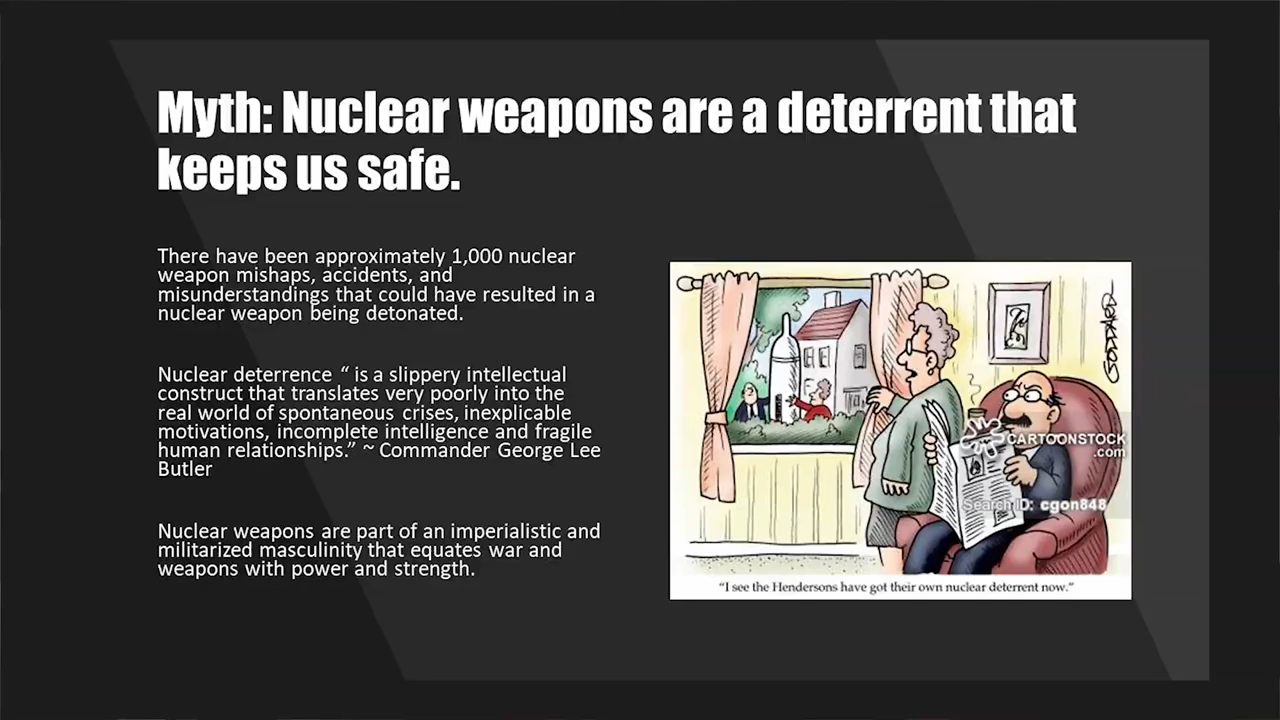 Myth: Nuclear weapons are a deterrent that
keeps us safe.
There have been approximately 1,000 nuclear
weapon mishaps, accidents, and
misunderstandings that could have resulted in a
nuclear weapon being detonated.
Nuclear deterrence “ is a slippery intellectual
construct that translates very poorly into the
real world of spontaneous crises, inexplicable
motivations, incomplete intelligence and fragile
human relationships.” ~ Commander George Lee
Butler
Nuclear weapons are part of an imperialistic and
militarized masculinity that equates war and
weapons with power and strength.
GODDARD
CARTOONSTOCK
.com
Search ID: cgon848
“I see the Hendersons have got their own nuclear deterrent now.”